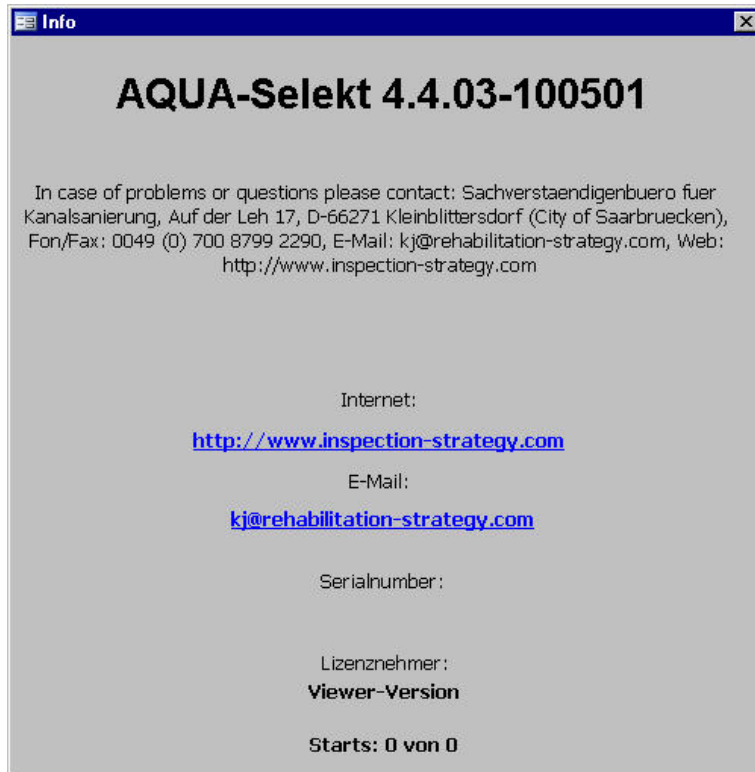 Info
AQUA-Selekt 4.4.03-100501
In case of problems or questions please contact: Sachverstaendigenbuero fuer
Kanalsanierung, Auf der Leh 17, D-66271 Kleinblittersdorf (City of Saarbruecken),
Fon/Fax: 0049 (0) 700 8799 2290, E-Mail: kj@rehabilitation-strategy.com, Web:
http://www.inspection-strategy.com
Internet:
http://www.inspection-strategy.com
E-Mail:
kj@rehabilitation-strategy.com
Serialnumber:
Lizenznehmer:
Viewer-Version
Starts: 0 von 0